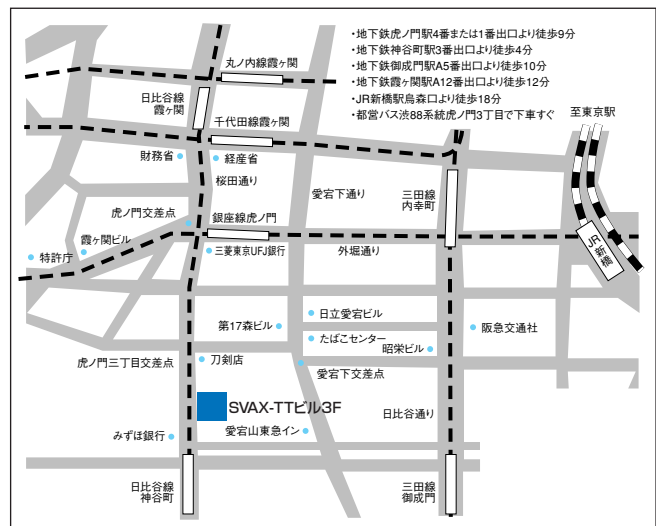 ・地下鉄虎ノ門駅4番または1番出口より徒歩9分
・地下鉄神谷町駅3番出口より徒歩4分
・地下鉄御成門駅A5番出口より徒歩10分
・地下鉄霞ヶ関駅A12番出口より徒歩12分
・JR新橋駅烏森口より徒歩18分
・都営バス渋88系統虎ノ門3丁目で下車すぐ
丸ノ内線霞ヶ関
日比谷線
霞ヶ関
千代田線霞ヶ関
至東京駅
財務省
経産省
桜田通り
愛宕下通り
三田線
内幸町
虎ノ門交差点
銀座線虎ノ門
霞ヶ関ビル
特許庁
三菱東京UFJ銀行
外堀通り
JR新橋
第17森ビル
日立愛宕ビル
たばこセンター
昭栄ビル
阪急交通社
虎ノ門三丁目交差点
刀剣店
愛宕下交差点
SVAX-TTビル3F
日比谷通り
みずほ銀行
愛宕山東急イン
日比谷線
神谷町
三田線
御成門